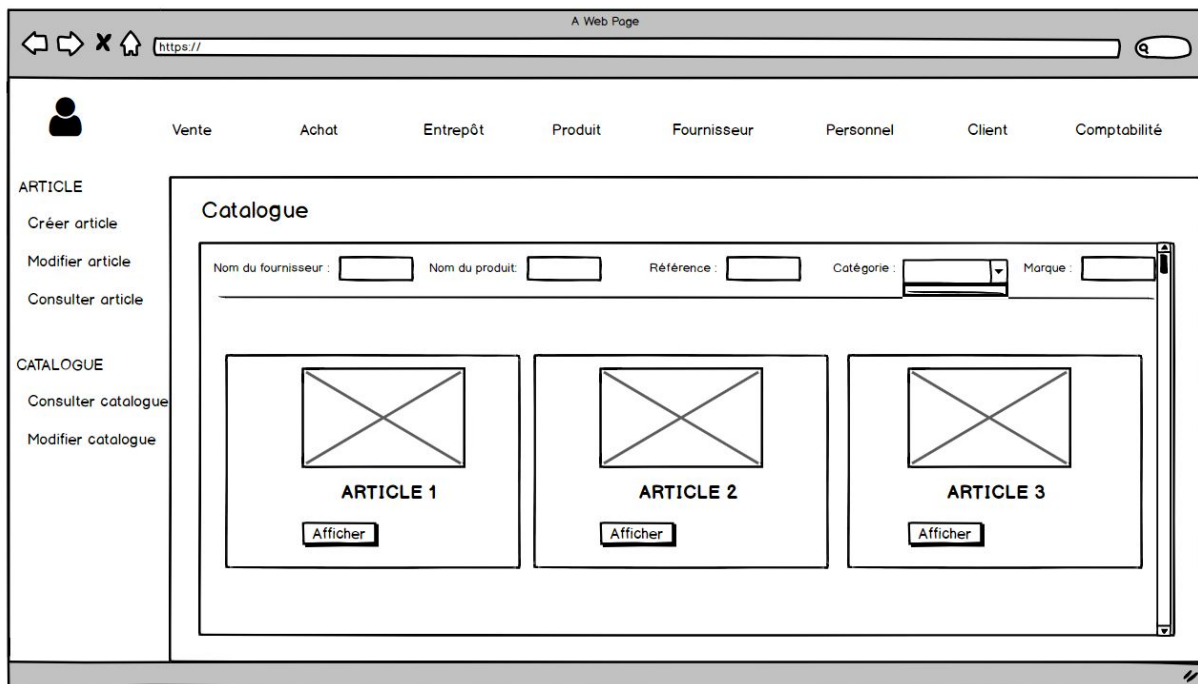 A Web Page
https://
Vente Achat Entrepôt Produit Fournisseur Personnel Client Comptabilité
ARTICLE
Créer article
Modifier article
Consulter article
CATALOGUE
Consulter catalogue
Modifier catalogue
Catalogue
Nom du fournisseur : Nom du produit: Référence : Catégorie : Marque :
ARTICLE 1 ARTICLE 2 ARTICLE 3
Afficher Afficher Afficher